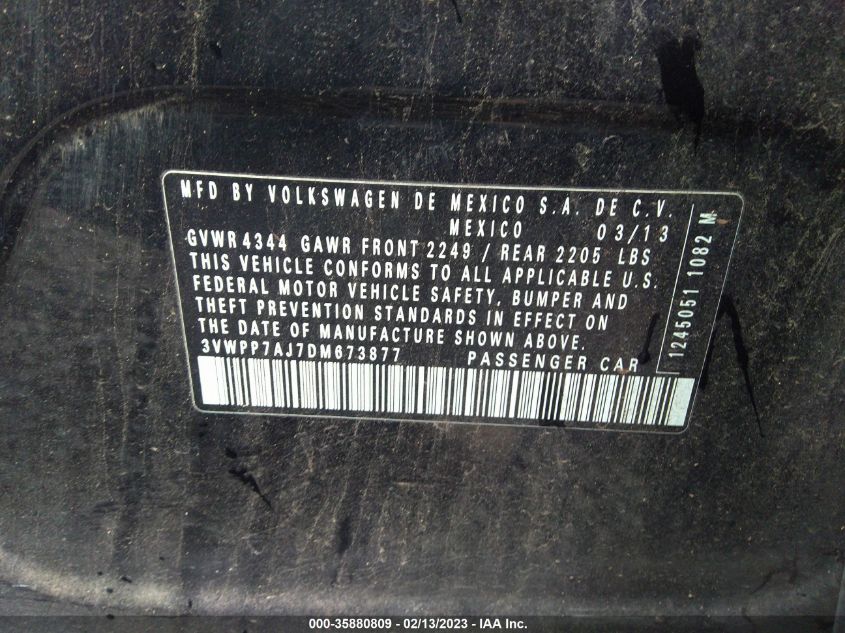 MFD BY VOLKSWAGEN DE MEXICO S.A. DE C.V.
MEXICO 03/13
GVWR 4344 GAWR FRONT 2249 / REAR 2205 LBS
THIS VEHICLE CONFORMS TO ALL APPLICABLE U.S.
FEDERAL MOTOR VEHICLE SAFETY, BUMPER AND
THEFT PREVENTION STANDARDS IN EFFECT ON
THE DATE OF MANUFACTURE SHOWN ABOVE.
3VWPP7AJ7DM673877 PASSENGER CAR
1245051 1082 M
000-35880809 - 02/13/2023 - IAA Inc.